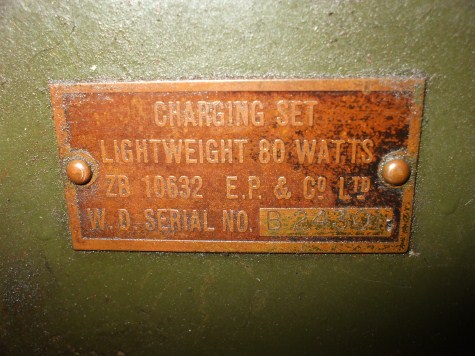 CHARGING SET
LIGHTWEIGHT 80 WATTS
ZB 10632 E.P. & Cº LTD
W.D. SERIAL NO.